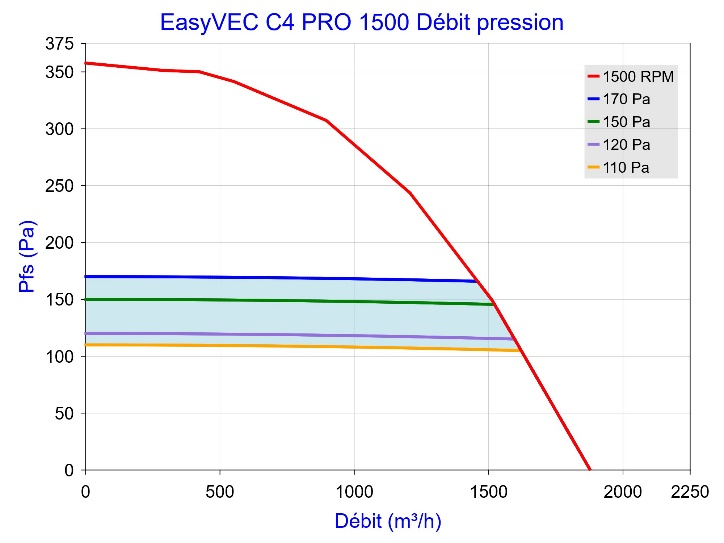 EasyVEC C4 PRO 1500 Débit pression
375
350
300
250
200
150
100
50
0
Pfs (Pa)
1500 RPM
170 Pa
150 Pa
120 Pa
110 Pa
0 500 1000 1500 2000 2250
Débit (m³/h)